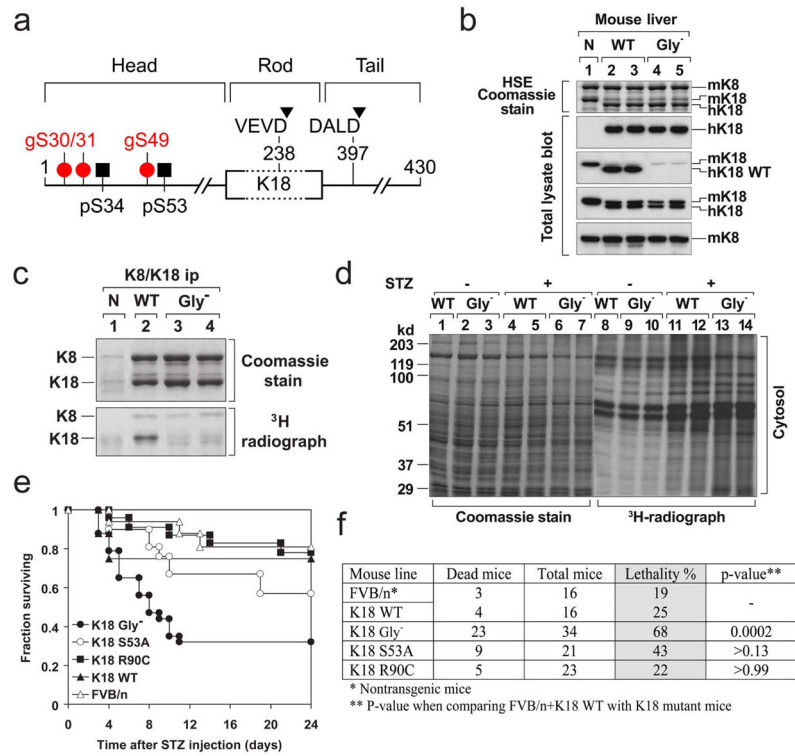 a
Head Rod Tail
VEVD DALD
gS30/31 gS49
1 238 397 430
K18
pS34 pS53
b
Mouse liver
N WT Gly-
1 2 3 4 5
HSE
Coomassie
stain
mK8
mK18
hK18
Total lysate blot
hK18
mK18
hK18 WT
mK18
hK18
mK8
c
K8/K18 ip
N WT Gly-
1 2 3 4
K8
K18
Coomassie
stain
K8
K18
3H
radiograph
d
STZ - + - +
WT Gly- WT Gly- WT Gly- WT Gly-
kd 1 2 3 4 5 6 7 8 9 10 11 12 13 14
203
119
100
51
37
29
Cytosol
Coomassie stain 3H-radiograph
e
Fraction surviving
1
0.8
0.6
0.4
0.2
0
K18 Gly-
K18 S53A
K18 R90C
K18 WT
FVB/n
0 4 8 12 16 20 24
Time after STZ injection (days)
f
Mouse line Dead mice Total mice Lethality % p-value**
FVB/n* 3 16 19 -
K18 WT 4 16 25
K18 Gly- 23 34 68 0.0002
K18 S53A 9 21 43 >0.13
K18 R90C 5 23 22 >0.99
* Nontransgenic mice
** P-value when comparing FVB/n+K18 WT with K18 mutant mice